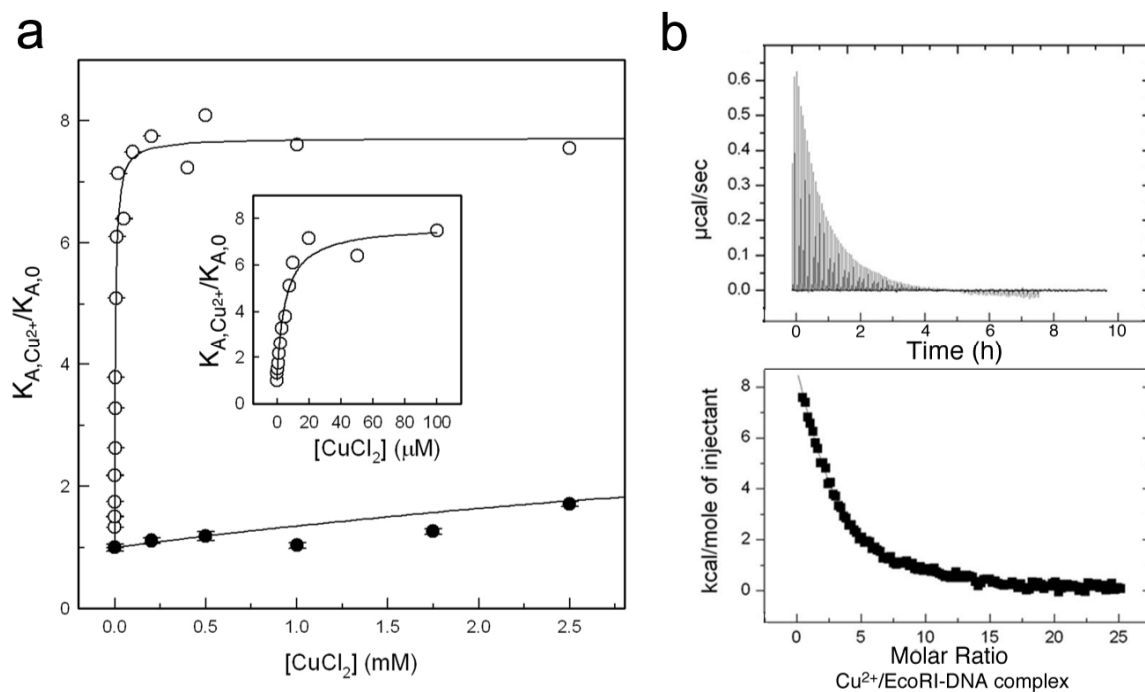 a
K_A,Cu²⁺/K_A,0
8
6
4
2
0
0.0 0.5 1.0 1.5 2.0 2.5
[CuCl₂] (mM)
K_A,Cu²⁺/K_A,0
8
6
4
2
0
0 20 40 60 80 100
[CuCl₂] (μM)
b
μcal/sec
0.6
0.5
0.4
0.3
0.2
0.1
0.0
0 2 4 6 8 10
Time (h)
kcal/mole of injectant
8
6
4
2
0
0 5 10 15 20 25
Molar Ratio
Cu²⁺/EcoRI-DNA complex